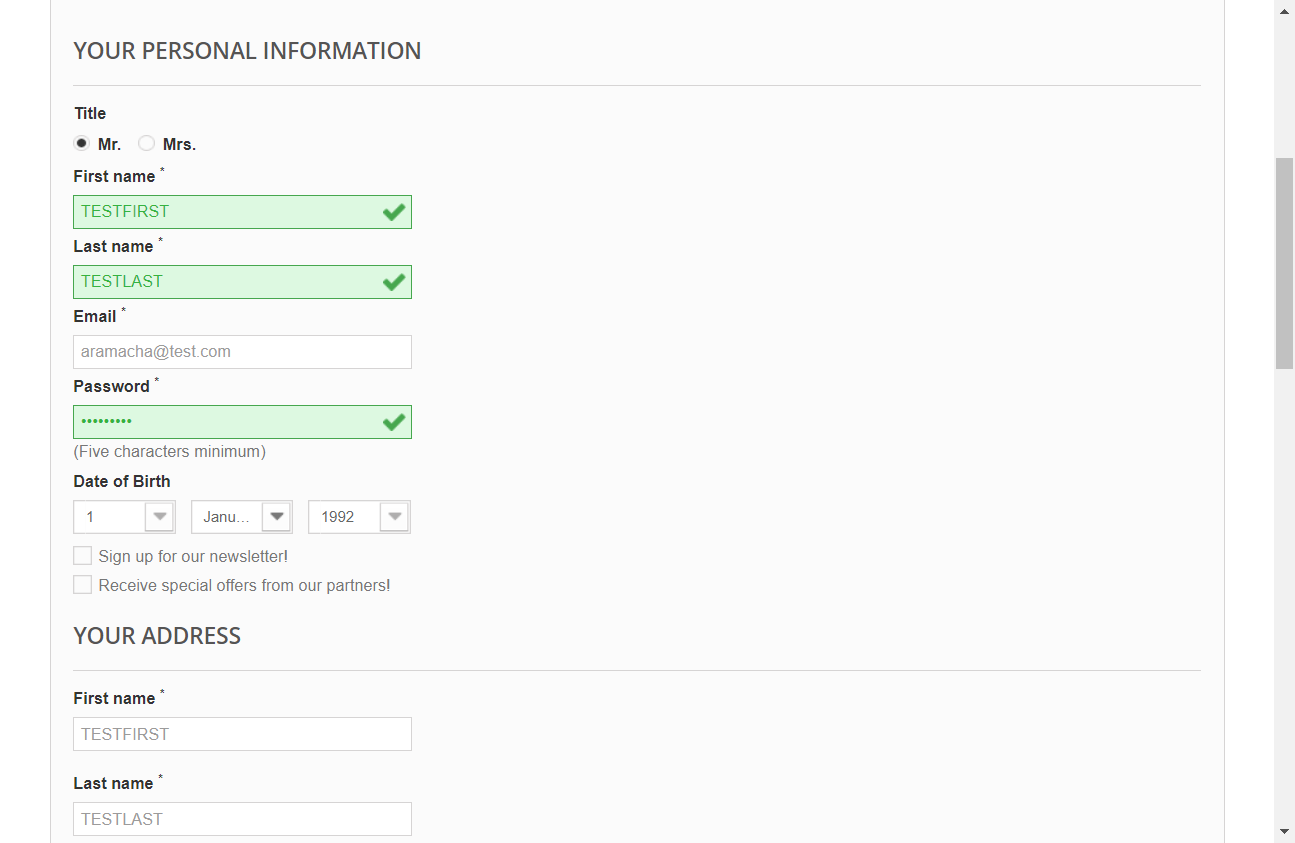 YOUR PERSONAL INFORMATION
Title
Mr. Mrs.
First name *
TESTFIRST
Last name *
TESTLAST
Email *
aramacha@test.com
Password *
•••••••••
(Five characters minimum)
Date of Birth
1 Janu... 1992
Sign up for our newsletter!
Receive special offers from our partners!
YOUR ADDRESS
First name *
TESTFIRST
Last name *
TESTLAST